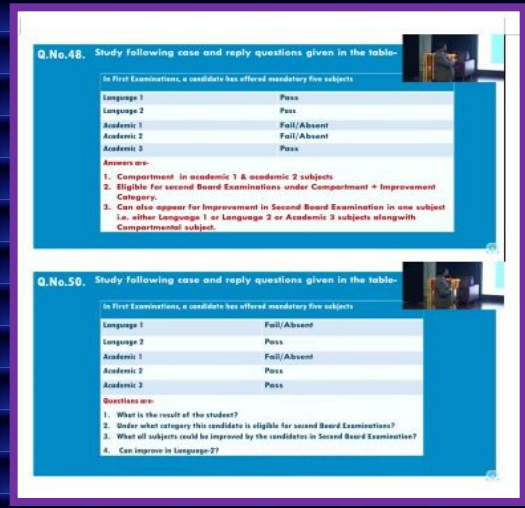 Q.No.48. Study following case and reply questions given in the table-
In First Examinations, a candidate has offered mandatory five subjects
Language 1 Pass
Language 2 Pass
Academic 1 Fail/Absent
Academic 2 Fail/Absent
Academic 3 Pass
Answers are-
1. Compartment in academic 1 & academic 2 subjects
2. Eligible for second Board Examinations under Compartment + Improvement
Category.
3. Can also appear for Improvement in Second Board Examination in one subject
i.e. either Language 1 or Language 2 or Academic 3 subjects alongwith
Compartmental subject.
Q.No.50. Study following case and reply questions given in the table-
In First Examinations, a candidate has offered mandatory five subjects
Language 1 Fail/Absent
Language 2 Pass
Academic 1 Fail/Absent
Academic 2 Pass
Academic 3 Pass
Questions are-
1. What is the result of the student?
2. Under what category this candidate is eligible for second Board Examinations?
3. What all subjects could be improved by the candidates in Second Board Examination?
4. Can improve in Language-2?